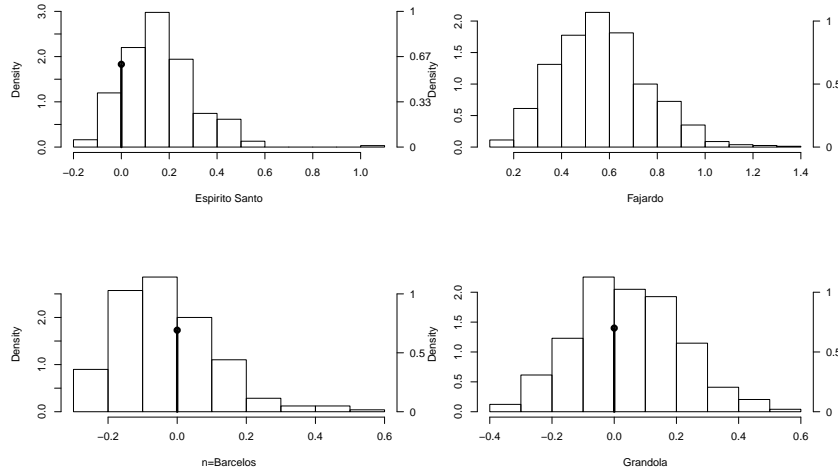 Density
0.0 1.0 2.0 3.0
0 0.33 0.67 1
−0.2 0.0 0.2 0.4 0.6 0.8 1.0
Espirito Santo
Density
0.0 0.5 1.0 1.5 2.0
0 0.5 1
0.2 0.4 0.6 0.8 1.0 1.2 1.4
Fajardo
Density
0.0 1.0 2.0
0 0.5 1
−0.2 0.0 0.2 0.4 0.6
n=Barcelos
Density
0.0 0.5 1.0 1.5 2.0
0 0.5 1
−0.4 −0.2 0.0 0.2 0.4 0.6
Grandola